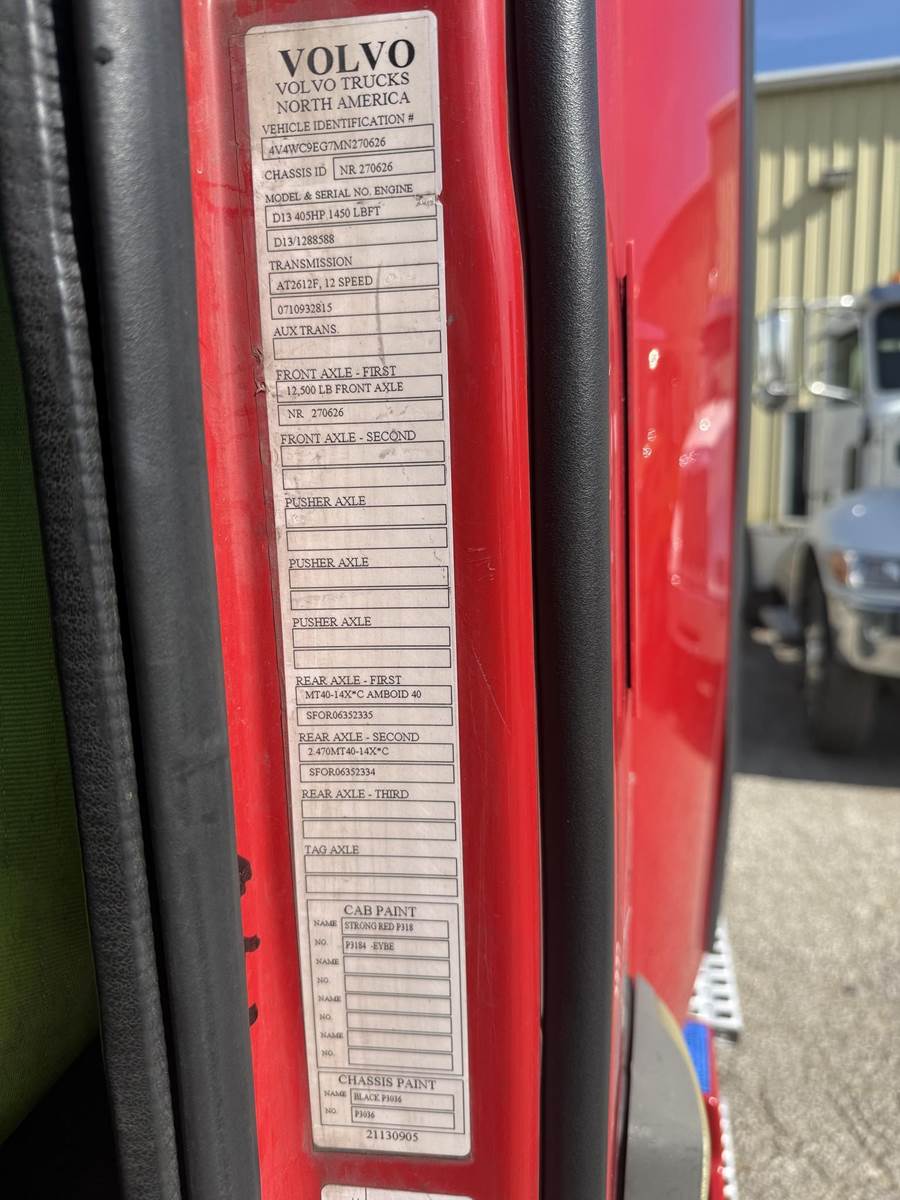 VOLVO
VOLVO TRUCKS
NORTH AMERICA
VEHICLE IDENTIFICATION #
4V4WC9EG7MN270626
CHASSIS ID NR 270626
MODEL & SERIAL NO. ENGINE
D13 405HP 1450 LBFT
D13/1288588
TRANSMISSION
AT2612F, 12 SPEED
0710932815
AUX TRANS.
FRONT AXLE - FIRST
12,500 LB FRONT AXLE
NR 270626
FRONT AXLE - SECOND
PUSHER AXLE
PUSHER AXLE
PUSHER AXLE
REAR AXLE - FIRST
MT40-14X*C AMBOID 40
SFOR06352335
REAR AXLE - SECOND
2.470MT40-14X*C
SFOR06352334
REAR AXLE - THIRD
TAG AXLE
CAB PAINT
NAME STRONG RED P318
NO. P3184 -EYBE
NAME
NO.
NAME
NO.
NAME
NO.
CHASSIS PAINT
NAME BLACK P3036
NO. P3036
21130905